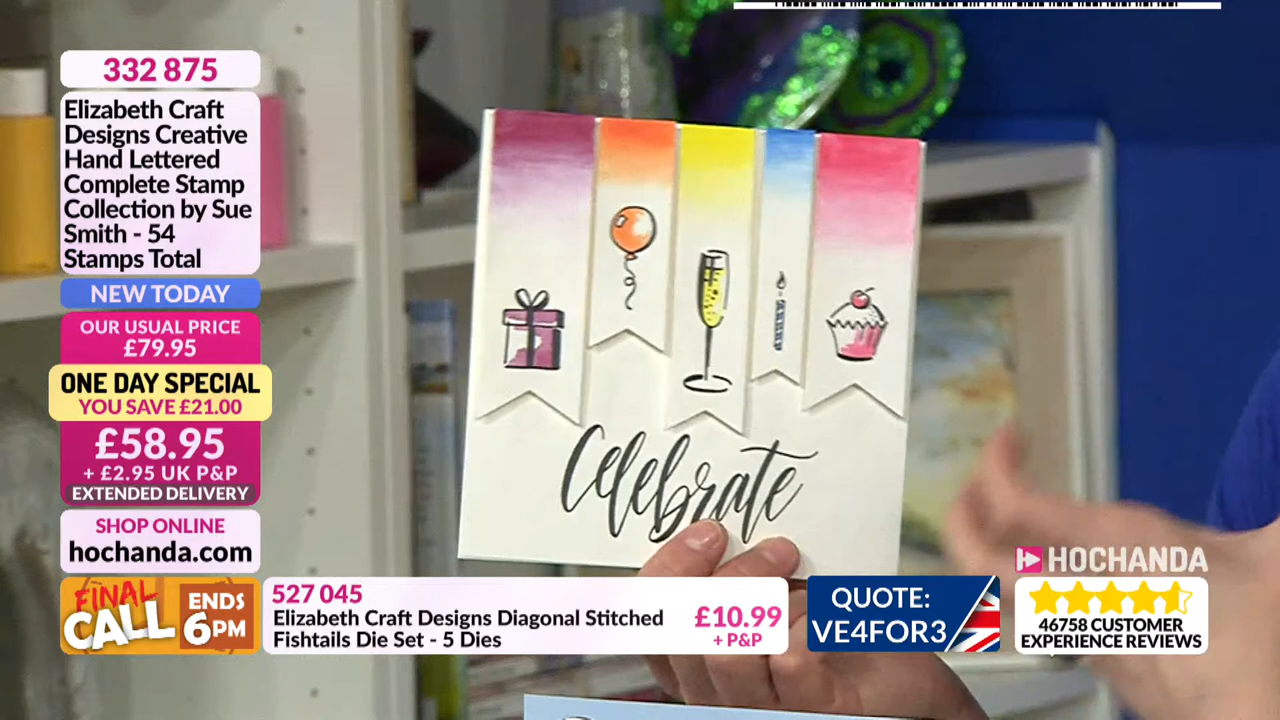 332 875
Elizabeth Craft
Designs Creative
Hand Lettered
Complete Stamp
Collection by Sue
Smith - 54
Stamps Total
NEW TODAY
OUR USUAL PRICE
£79.95
ONE DAY SPECIAL
YOU SAVE £21.00
£58.95
+ £2.95 UK P&P
EXTENDED DELIVERY
SHOP ONLINE
hochanda.com
Celebrate
FINAL
CALL
ENDS
6PM
527 045
Elizabeth Craft Designs Diagonal Stitched
Fishtails Die Set - 5 Dies
£10.99
+ P&P
QUOTE:
VE4FOR3
HOCHANDA
46758 CUSTOMER
EXPERIENCE REVIEWS